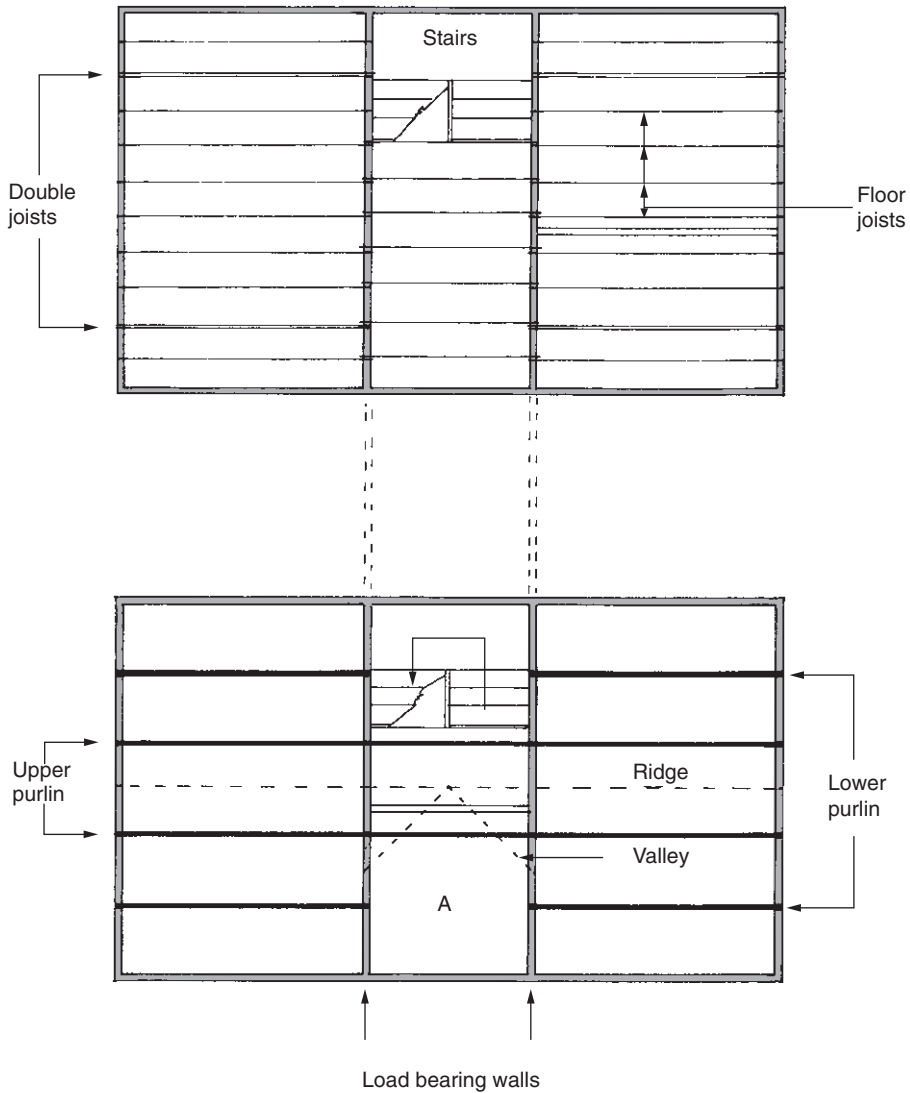 Stairs
Double
joists
Floor
joists
Upper
purlin
Ridge
Lower
purlin
Valley
A
Load bearing walls